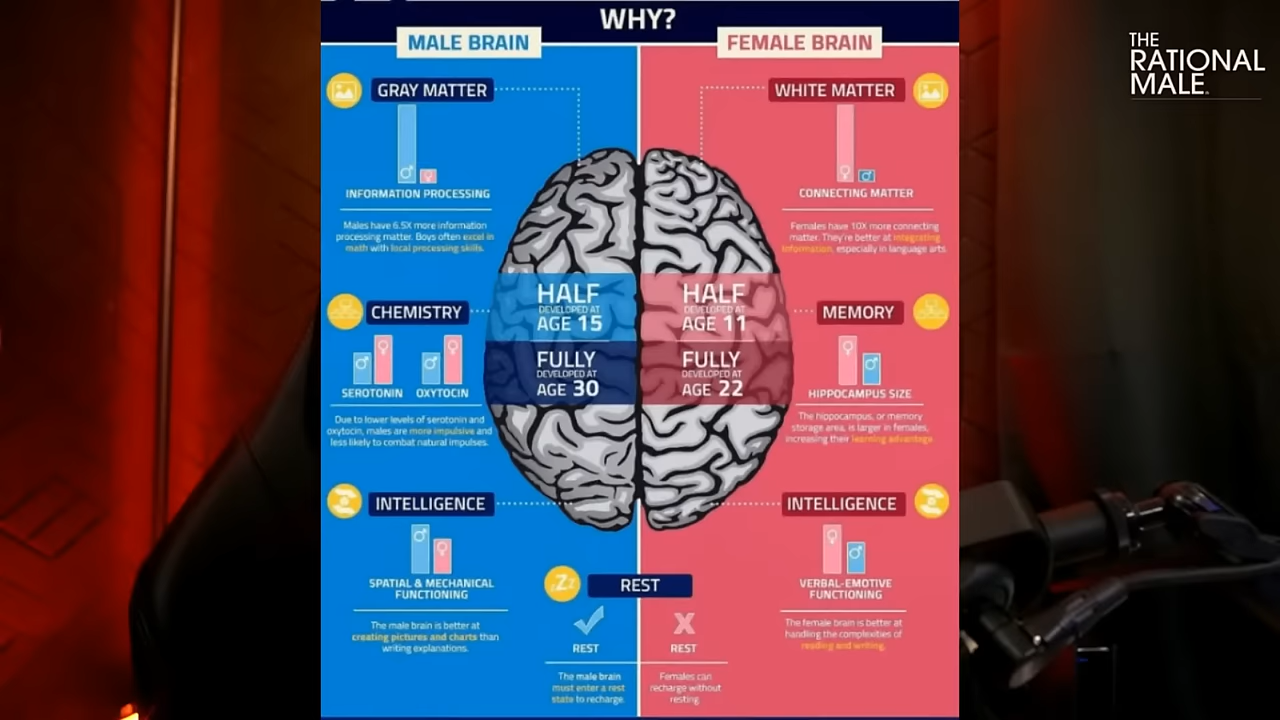 WHY?
MALE BRAIN
FEMALE BRAIN
THE
RATIONAL
MALE.
GRAY MATTER
INFORMATION PROCESSING
Males have 6.5X more information
processing matter. Boys often excel in
math with local processing skills.
WHITE MATTER
CONNECTING MATTER
Females have 10X more connecting
matter. They're better at integrating
information, especially in language arts.
HALF
DEVELOPED AT
AGE 15
FULLY
DEVELOPED AT
AGE 30
HALF
DEVELOPED AT
AGE 11
FULLY
DEVELOPED AT
AGE 22
CHEMISTRY
SEROTONIN OXYTOCIN
Due to lower levels of serotonin and
oxytocin, males are more impulsive and
less likely to combat natural impulses.
MEMORY
HIPPOCAMPUS SIZE
The hippocampus, or memory
storage area, is larger in females,
increasing their learning advantage
INTELLIGENCE
SPATIAL & MECHANICAL
FUNCTIONING
The male brain is better at
creating pictures and charts than
writing explanations.
INTELLIGENCE
VERBAL-EMOTIVE
FUNCTIONING
The female brain is better at
handling the complexities of
reading and writing.
ZZZ
REST
REST
The male brain
must enter a rest
state to recharge.
REST
Females can
recharge without
resting.